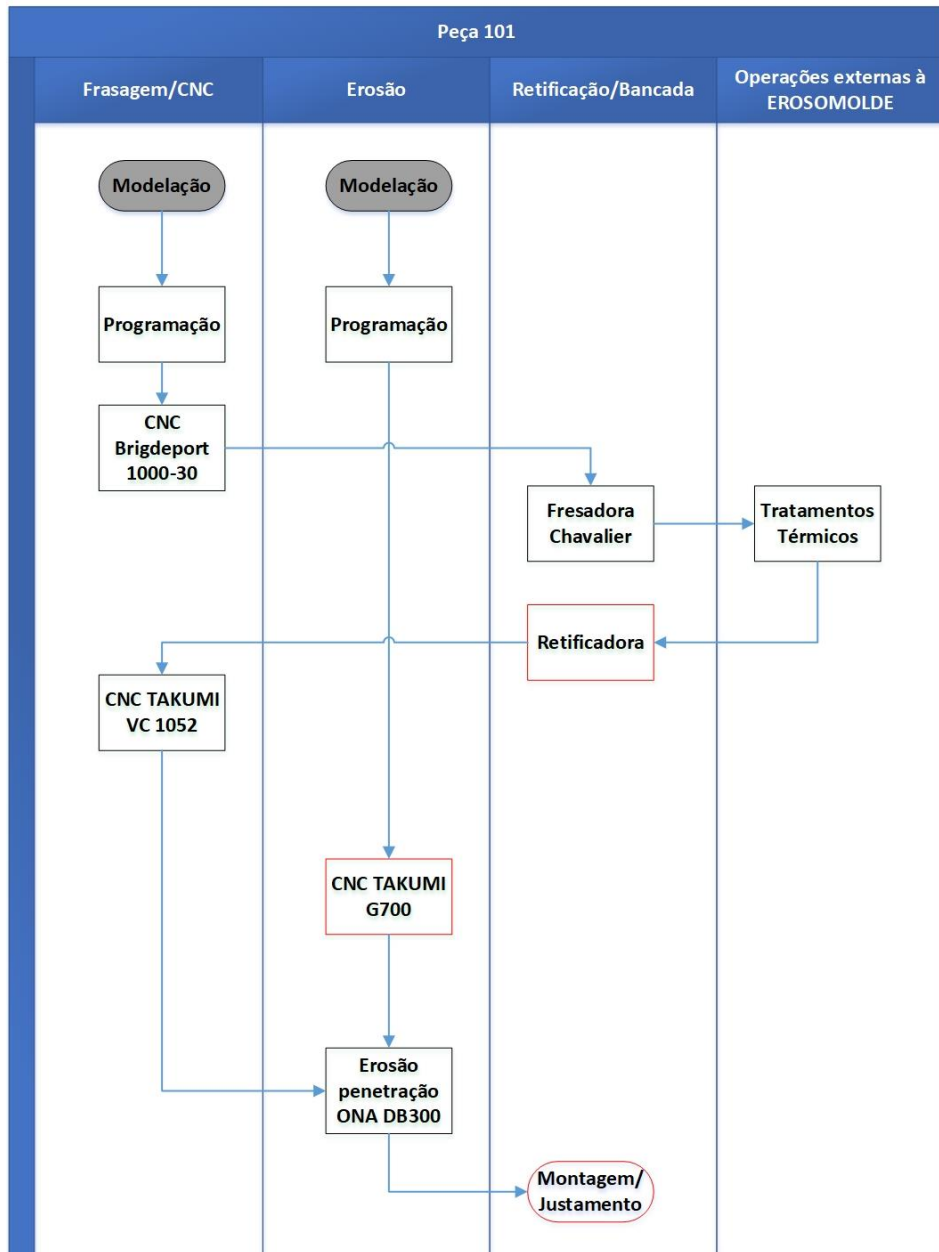 Peça 101
Frasagem/CNC
Erosão
Retificação/Bancada
Operações externas à
EROSOMOLDE
Modelação
Modelação
Programação
Programação
CNC
Brigdeport
1000-30
Fresadora
Chavalier
Tratamentos
Térmicos
Retificadora
CNC TAKUMI
VC 1052
CNC TAKUMI
G700
Erosão
penetração
ONA DB300
Montagem/
Justamento